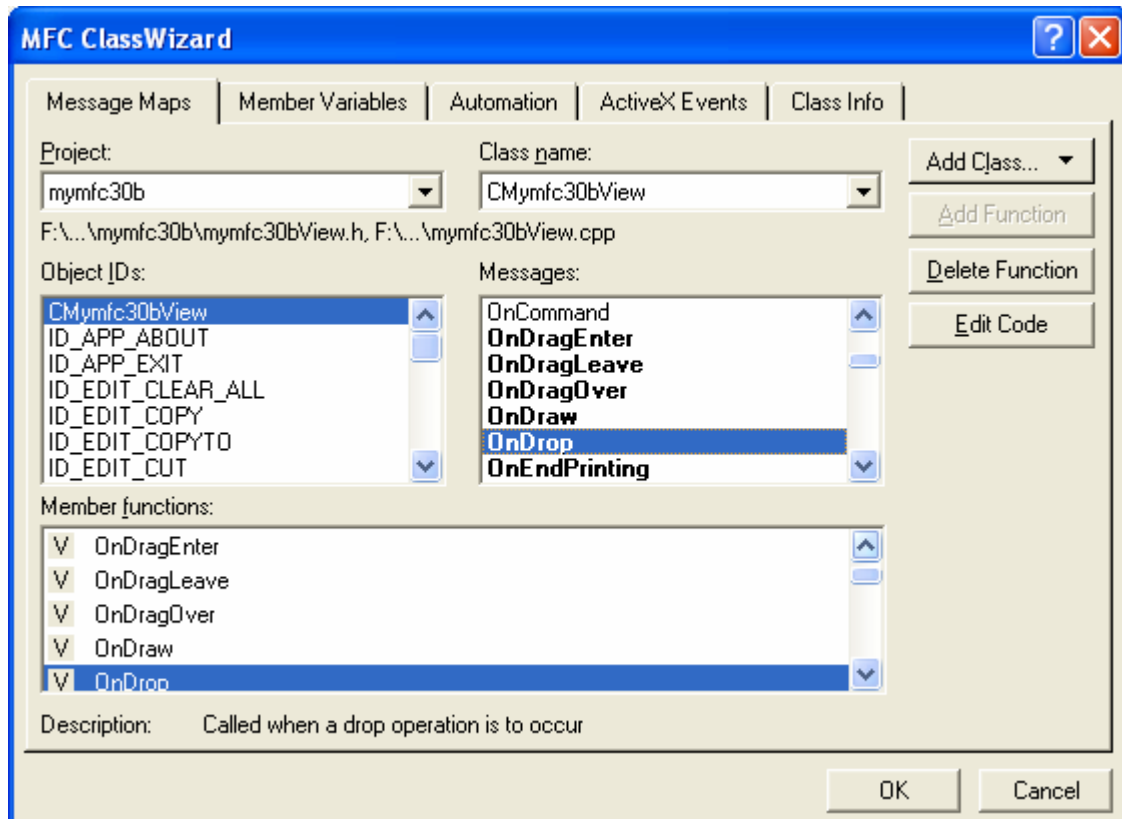 MFC ClassWizard
Message Maps Member Variables Automation ActiveX Events Class Info
Project: Class name:
mymfc30b CMymfc30bView
Add Class...
F:\...\mymfc30b\mymfc30bView.h, F:\...\mymfc30bView.cpp
Add Function
Object IDs: Messages:
Delete Function
CMymfc30bView
ID_APP_ABOUT
ID_APP_EXIT
ID_EDIT_CLEAR_ALL
ID_EDIT_COPY
ID_EDIT_COPYTO
ID_EDIT_CUT
OnCommand
OnDragEnter
OnDragLeave
OnDragOver
OnDraw
OnDrop
OnEndPrinting
Edit Code
Member functions:
V OnDragEnter
V OnDragLeave
V OnDragOver
V OnDraw
V OnDrop
Description: Called when a drop operation is to occur
OK Cancel